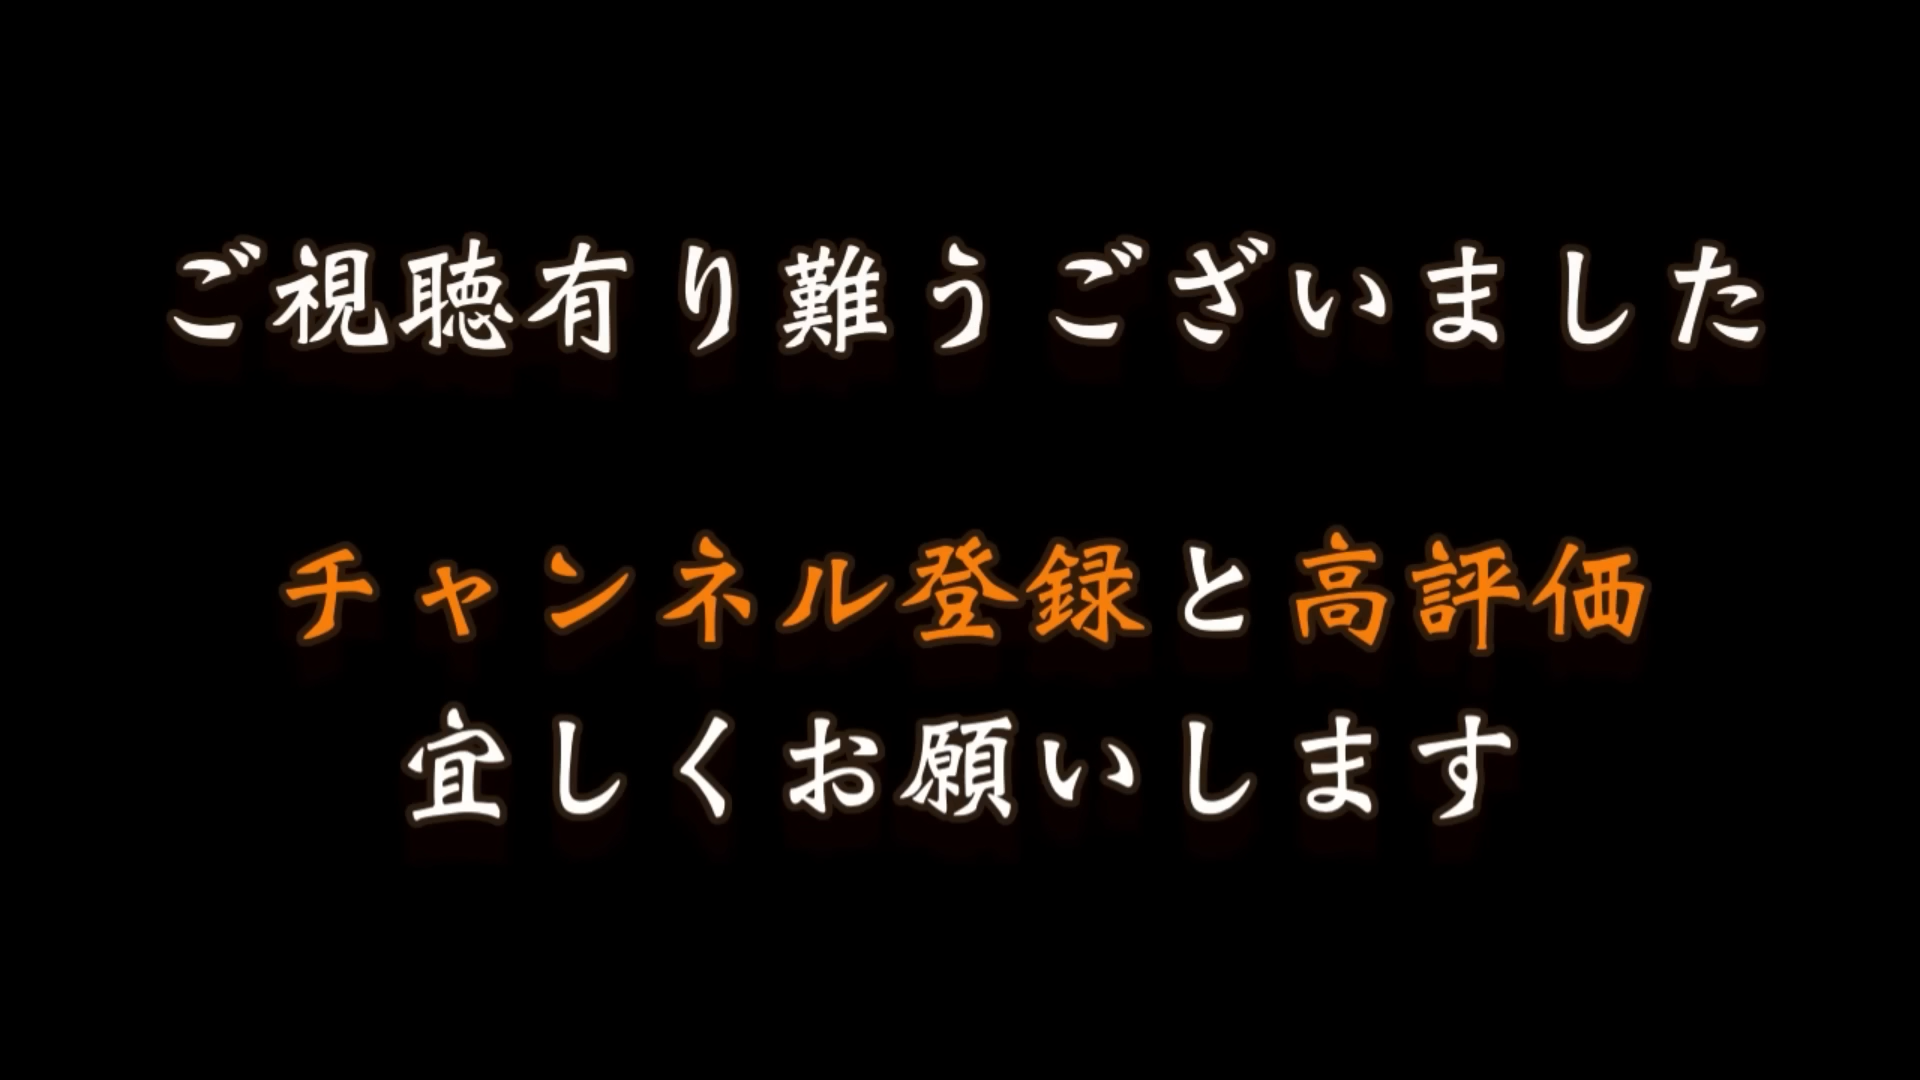 ご視聴有り難うございました
チャンネル登録と高評価
宜しくお願いします